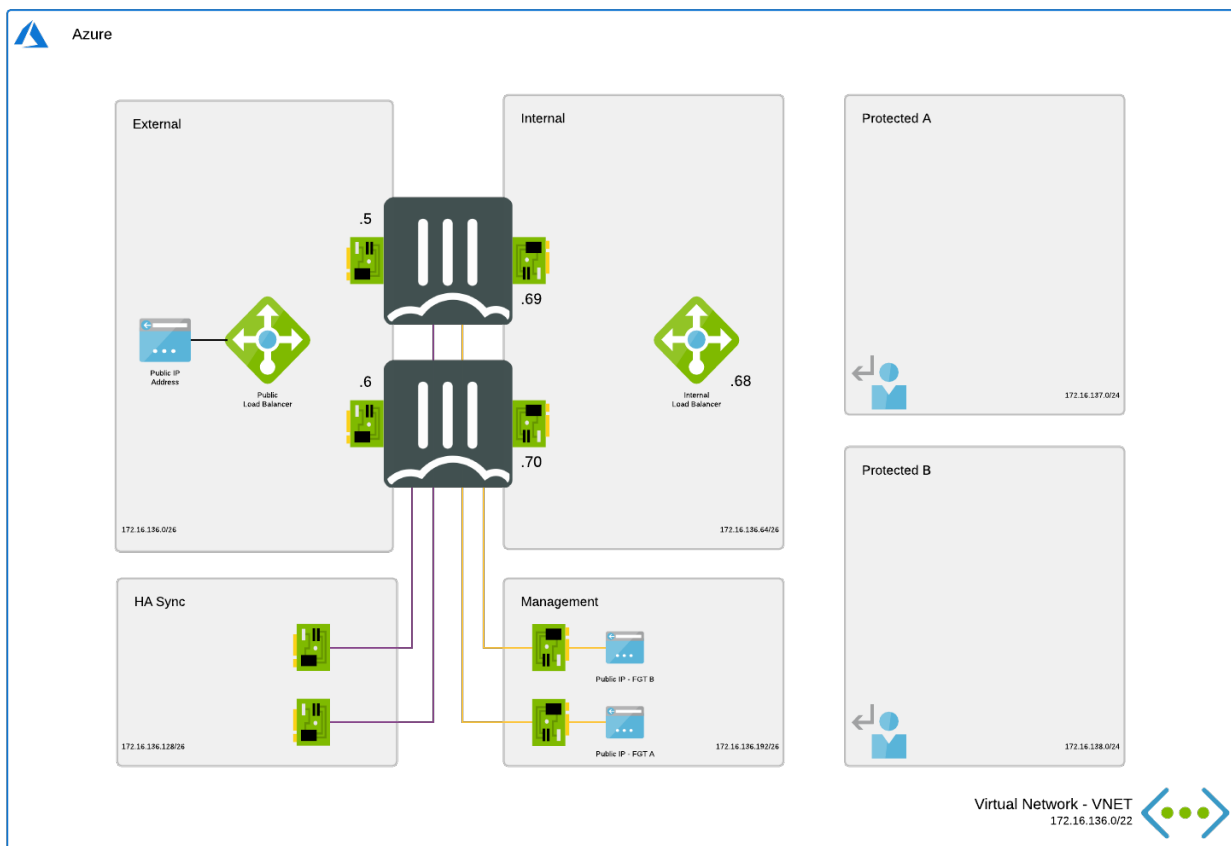 Azure
External
Internal
Protected A
.5
.69
Public IP
Address
Public
Load Balancer
.6
.68
Internal
Load Balancer
172.16.137.0/24
.70
Protected B
172.16.136.0/26
172.16.136.64/26
HA Sync
Management
Public IP - FGT B
172.16.136.128/26
Public IP - FGT A
172.16.136.192/26
172.16.138.0/24
Virtual Network - VNET
172.16.136.0/22